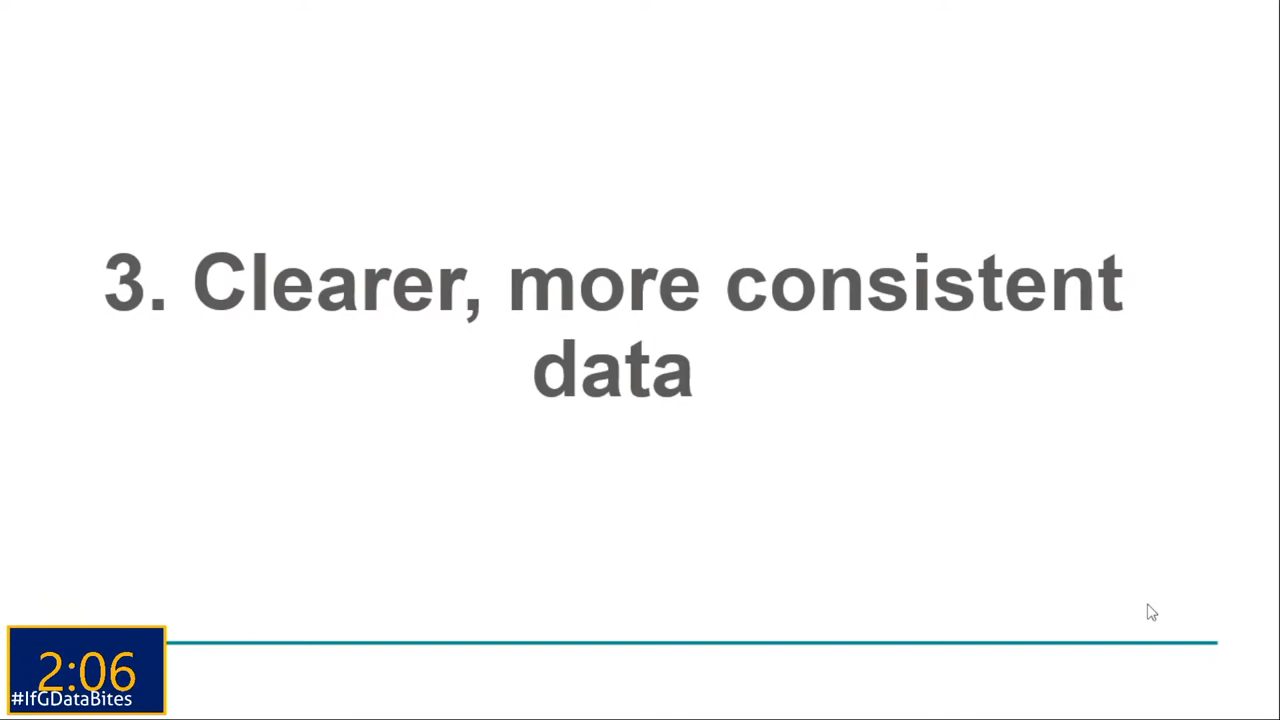 3. Clearer, more consistent
data
2:06
#IfGDataBites